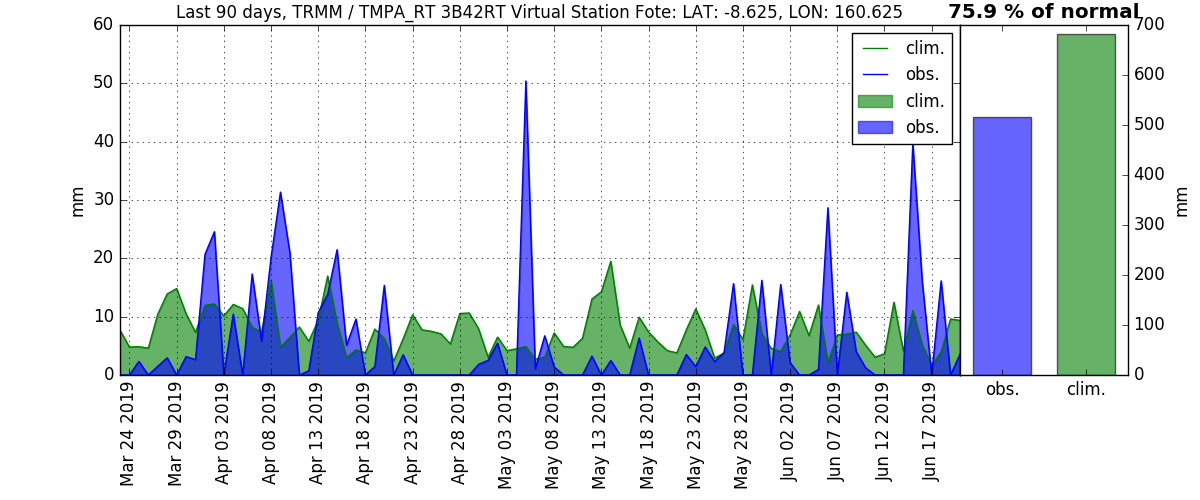 Last 90 days, TRMM / TMPA_RT 3B42RT Virtual Station Fote: LAT: -8.625, LON: 160.625
75.9 % of normal
60
50
40
30
20
10
0
mm
clim.
obs.
clim.
obs.
Mar 24 2019
Mar 29 2019
Apr 03 2019
Apr 08 2019
Apr 13 2019
Apr 18 2019
Apr 23 2019
Apr 28 2019
May 03 2019
May 08 2019
May 13 2019
May 18 2019
May 23 2019
May 28 2019
Jun 02 2019
Jun 07 2019
Jun 12 2019
Jun 17 2019
700
600
500
400
300
200
100
0
mm
obs.
clim.